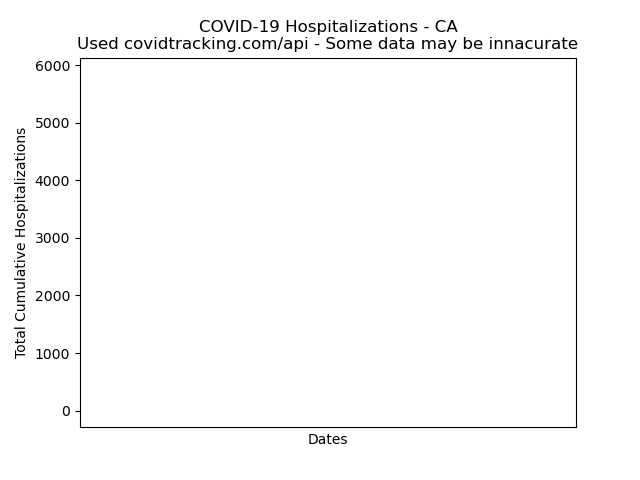 COVID-19 Hospitalizations - CA
Used covidtracking.com/api - Some data may be innacurate
6000
5000
4000
3000
2000
1000
0
Total Cumulative Hospitalizations
Dates